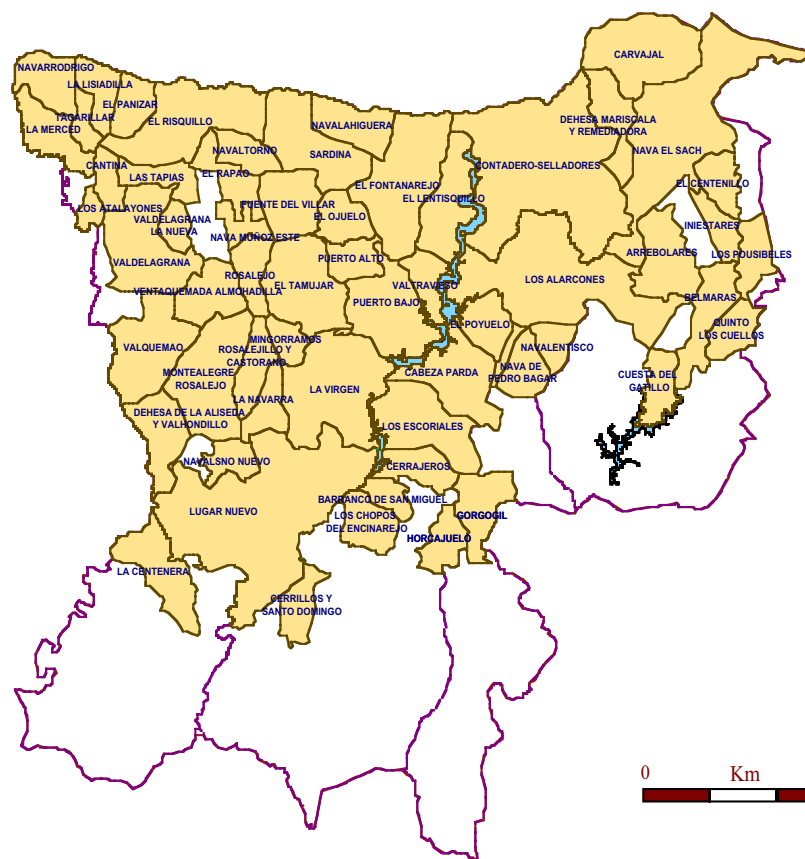 CARVAJAL
NAVARRODRIGO
LA LISIADILLA
EL PANIZAR
TAGARILLAR
LA MERCED
EL RISQUILLO
NAVALAHIGUERA
DEHESA MARISCALA
Y REMEDIADORA
NAVALTORNO
SARDINA
NAVA EL SACH
CANTINA
LAS TAPIAS
EL RAPAO
CONTADERO-SELLADORES
EL FONTANAREJO
EL CENTENILLO
EL LENTISQUILLO
LOS ATALAYONES
VALDELAGRANA
LA NUEVA
PUENTE DEL VILLAR
EL OJUELO
INIESTARES
NAVA MUÑOZ ESTE
VALDELAGRANA
PUERTO ALTO
ARREBOLARES
LOS POUSIBELES
ROSALEJO
EL TAMUJAR
VALTRAVIESO
LOS ALARCONES
VENTAQUEMADA ALMOHADILLA
PUERTO BAJO
BELMARAS
EL POYUELO
QUINTO
LOS CUELLOS
VALQUEMAO
MINGORRAMOS
ROSALEJILLO Y
CASTORANO
NAVALENTISCO
MONTEALEGRE
ROSALEJO
CABEZA PARDA
NAVA DE
PEDRO BAGAR
CUESTA DEL
GATILLO
LA VIRGEN
LA NAVARRA
DEHESA DE LA ALISEDA
Y VALHONDILLO
LOS ESCORIALES
NAVALSNO NUEVO
CERRAJEROS
BARRANCO DE SAN MIGUEL
LUGAR NUEVO
LOS CHOPOS
DEL ENCINAREJO
GORGOGIL
HORCAJUELO
LA CENTENERA
CERRILLOS Y
SANTO DOMINGO
0 Km